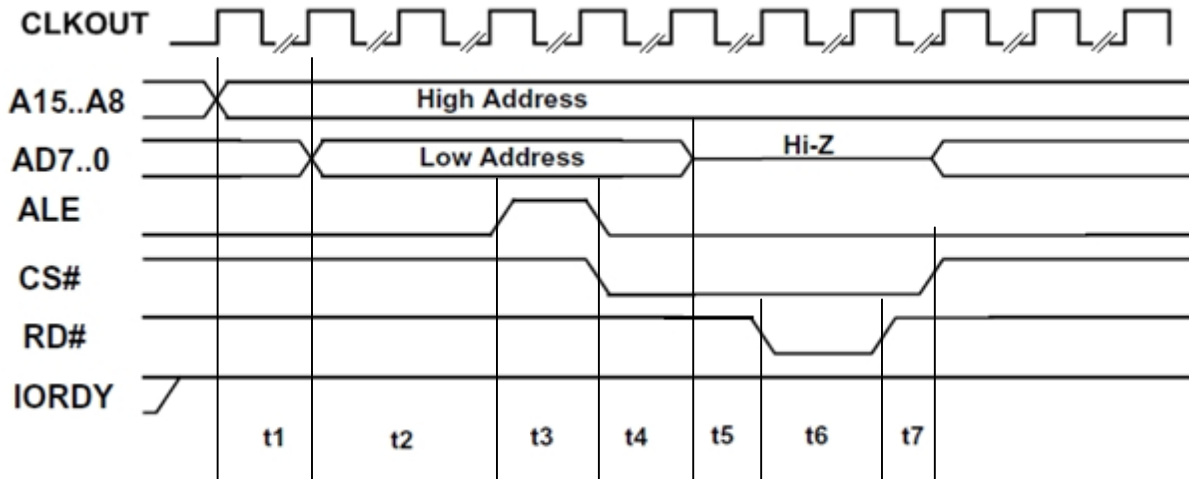 CLKOUT
A15..A8
High Address
AD7..0
Low Address
Hi-Z
ALE
CS#
RD#
IORDY
t1 t2 t3 t4 t5 t6 t7